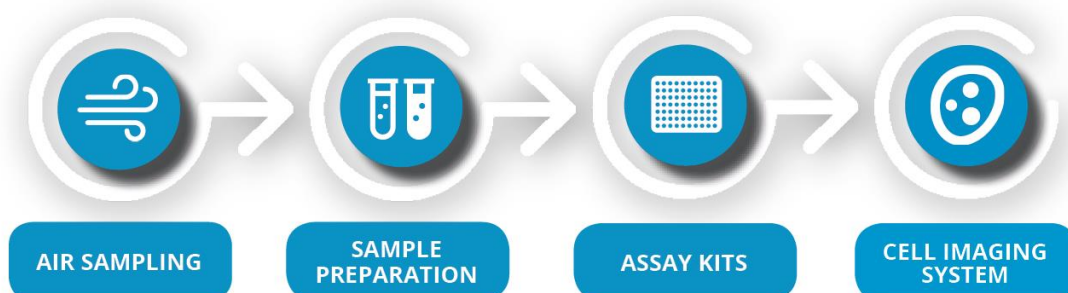 AIR SAMPLING
SAMPLE
PREPARATION
ASSAY KITS
CELL IMAGING
SYSTEM